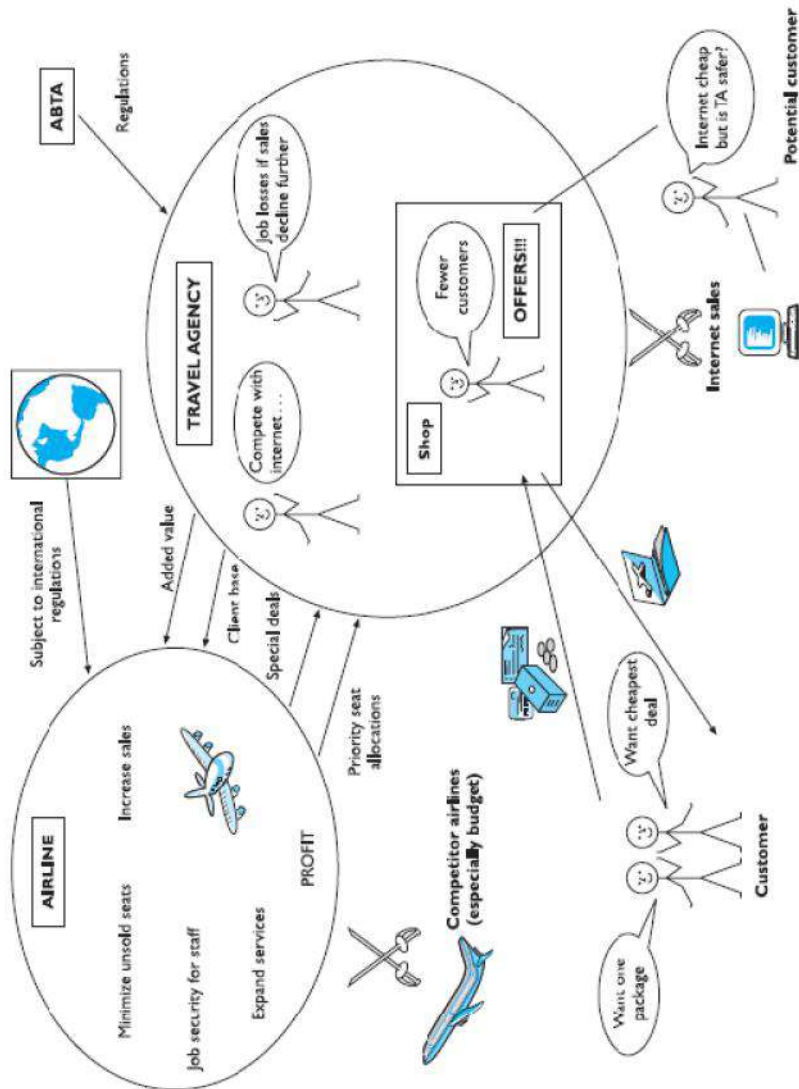 AIRLINE
Minimize unsold seats
Increase sales
Job security for staff
Expand services
PROFIT
Subject to international
regulations
Added value
Client base
Special deals
Priority seat
allocations
Competitor airlines
(especially budget)
ABTA
Regulations
TRAVEL AGENCY
Compete with
internet . . .
Job losses if sales
decline further
Shop
Fewer
customers
OFFERS!!!
Want one
package
Want cheapest
deal
Customer
Internet sales
Internet cheap
but is TA safer?
Potential customer